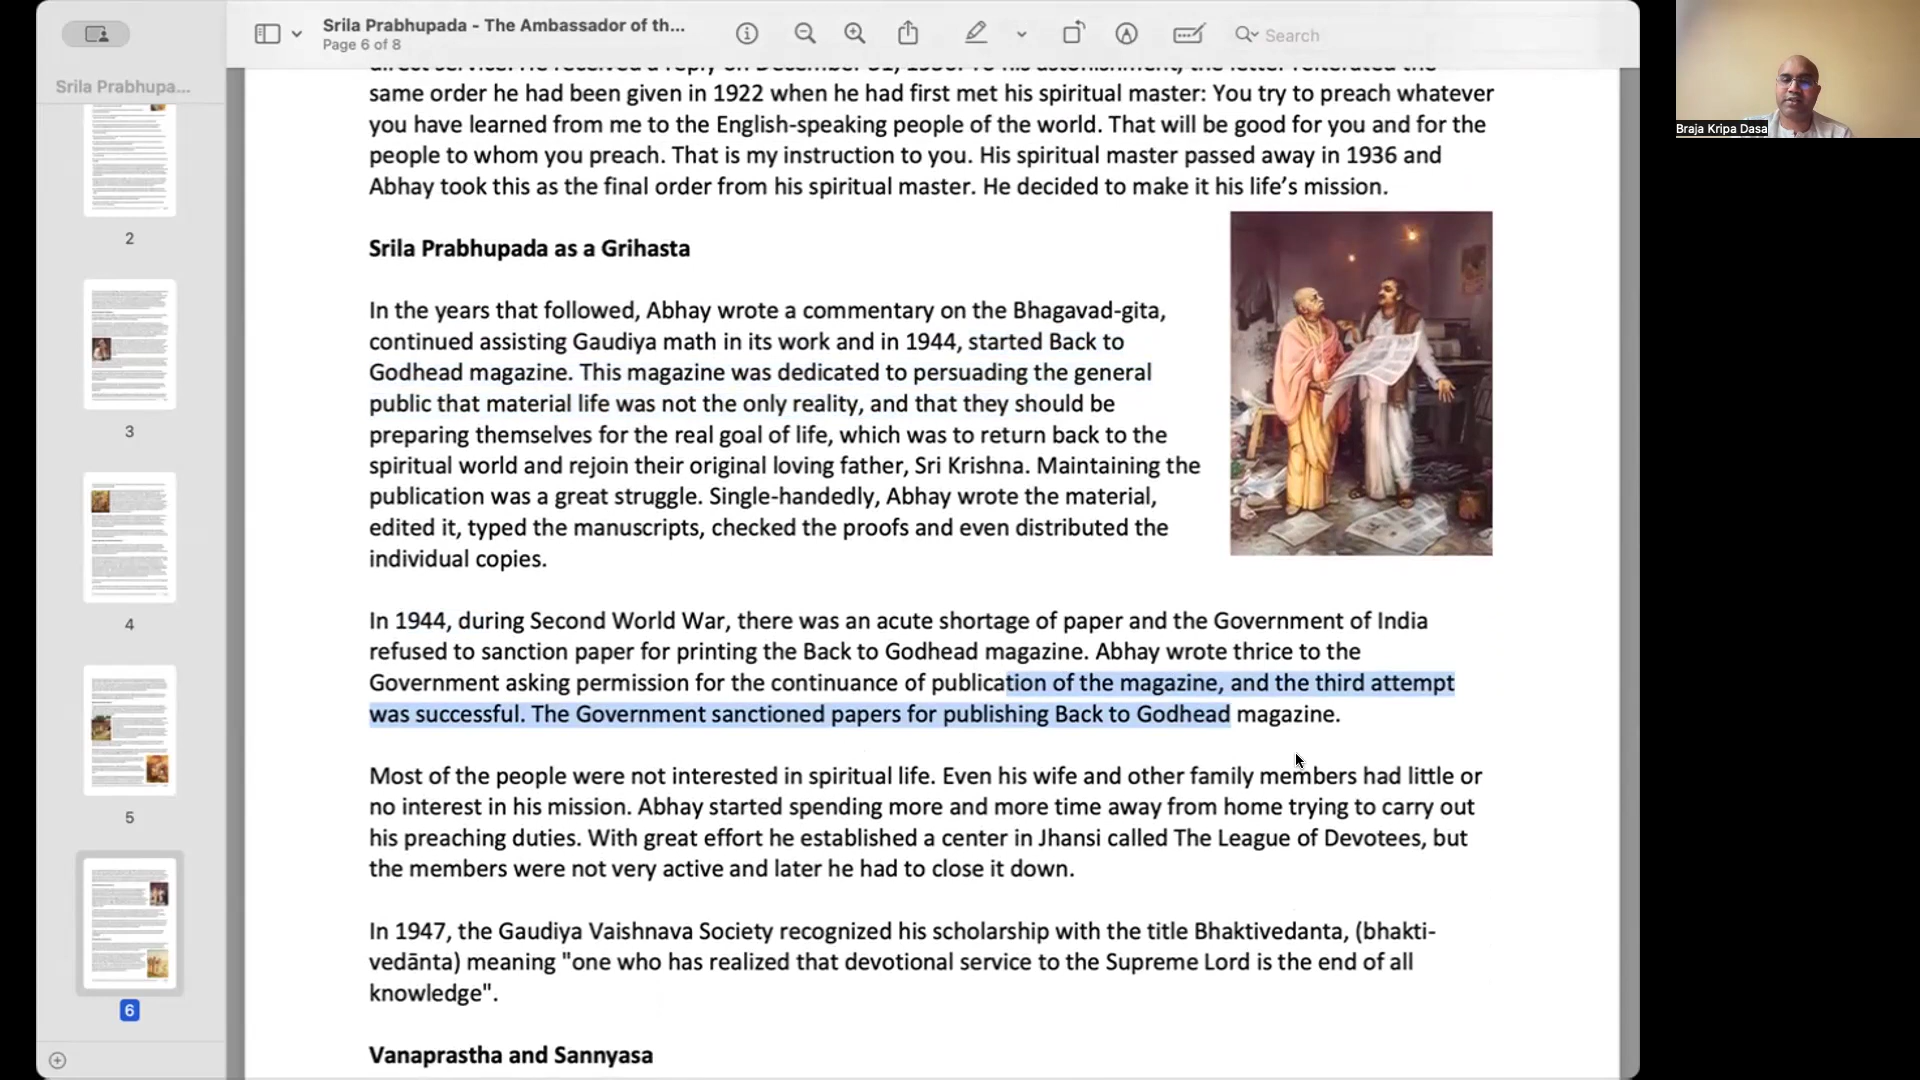 Srila Prabhupada - The Ambassador of th...
Page 6 of 8
Search
Srila Prabhupa...
2
3
4
5
6
direct service. He received a reply on December 31, 1936. To his astonishment, the letter reiterated the
same order he had been given in 1922 when he had first met his spiritual master: You try to preach whatever
you have learned from me to the English-speaking people of the world. That will be good for you and for the
people to whom you preach. That is my instruction to you. His spiritual master passed away in 1936 and
Abhay took this as the final order from his spiritual master. He decided to make it his life’s mission.
Srila Prabhupada as a Grihasta
In the years that followed, Abhay wrote a commentary on the Bhagavad-gita,
continued assisting Gaudiya math in its work and in 1944, started Back to
Godhead magazine. This magazine was dedicated to persuading the general
public that material life was not the only reality, and that they should be
preparing themselves for the real goal of life, which was to return back to the
spiritual world and rejoin their original loving father, Sri Krishna. Maintaining the
publication was a great struggle. Single-handedly, Abhay wrote the material,
edited it, typed the manuscripts, checked the proofs and even distributed the
individual copies.
In 1944, during Second World War, there was an acute shortage of paper and the Government of India
refused to sanction paper for printing the Back to Godhead magazine. Abhay wrote thrice to the
Government asking permission for the continuance of publication of the magazine, and the third attempt
was successful. The Government sanctioned papers for publishing Back to Godhead magazine.
Most of the people were not interested in spiritual life. Even his wife and other family members had little or
no interest in his mission. Abhay started spending more and more time away from home trying to carry out
his preaching duties. With great effort he established a center in Jhansi called The League of Devotees, but
the members were not very active and later he had to close it down.
In 1947, the Gaudiya Vaishnava Society recognized his scholarship with the title Bhaktivedanta, (bhakti-
vedānta) meaning "one who has realized that devotional service to the Supreme Lord is the end of all
knowledge".
Vanaprastha and Sannyasa
Braja Kripa Dasa